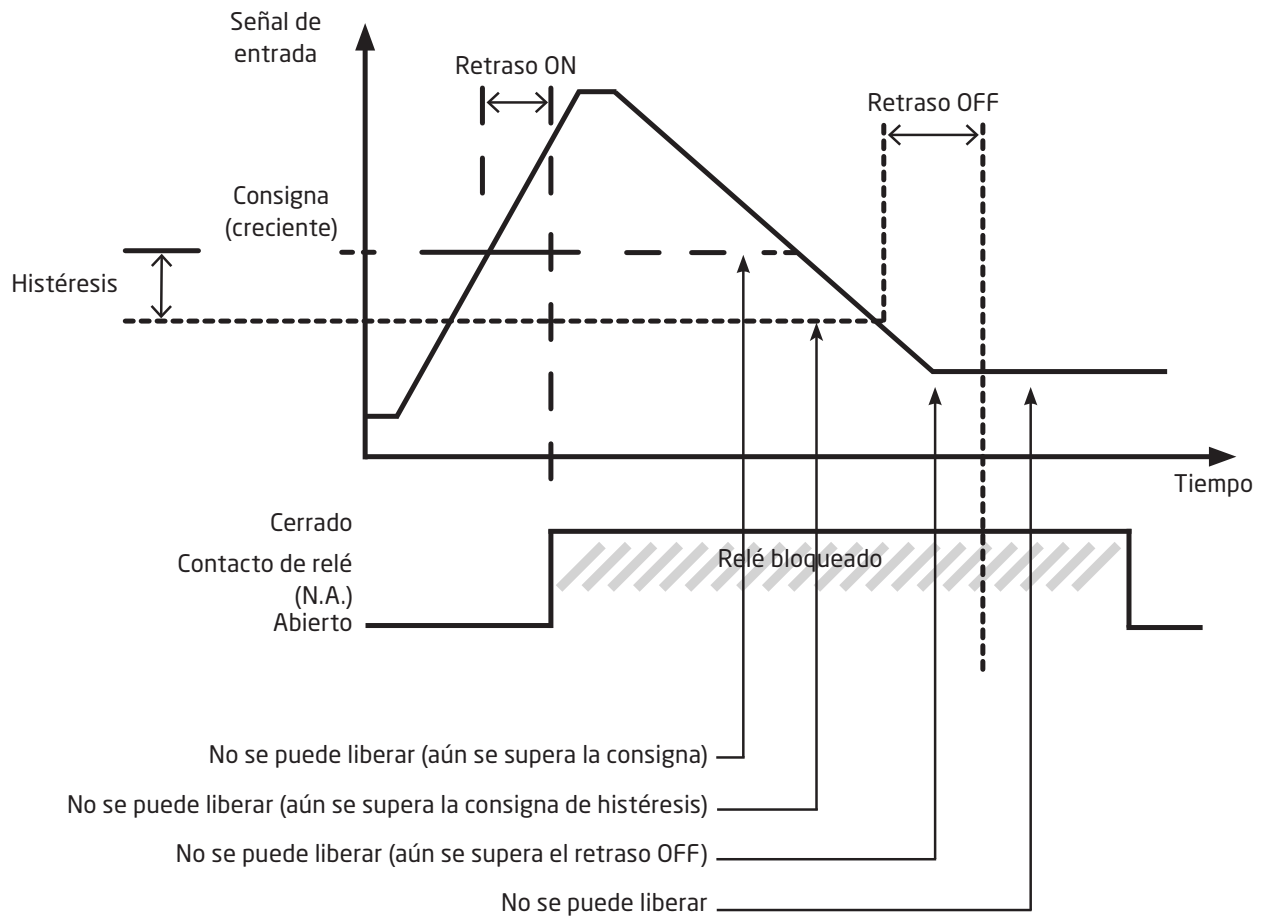 Señal de
entrada
Retraso ON
Retraso OFF
Consigna
(creciente)
Histéresis
Tiempo
Cerrado
Contacto de relé
(N.A.)
Abierto
Relé bloqueado
No se puede liberar (aún se supera la consigna)
No se puede liberar (aún se supera la consigna de histéresis)
No se puede liberar (aún se supera el retraso OFF)
No se puede liberar